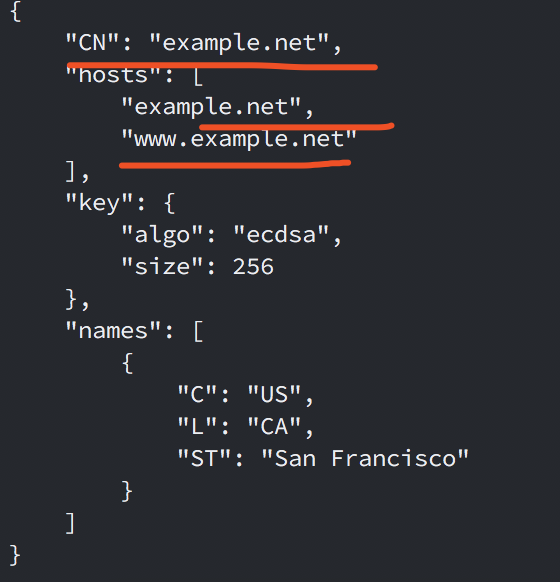 {
    "CN": "example.net",
    "hosts": [
        "example.net",
        "www.example.net"
    ],
    "key": {
        "algo": "ecdsa",
        "size": 256
    },
    "names": [
        {
            "C": "US",
            "L": "CA",
            "ST": "San Francisco"
        }
    ]
}